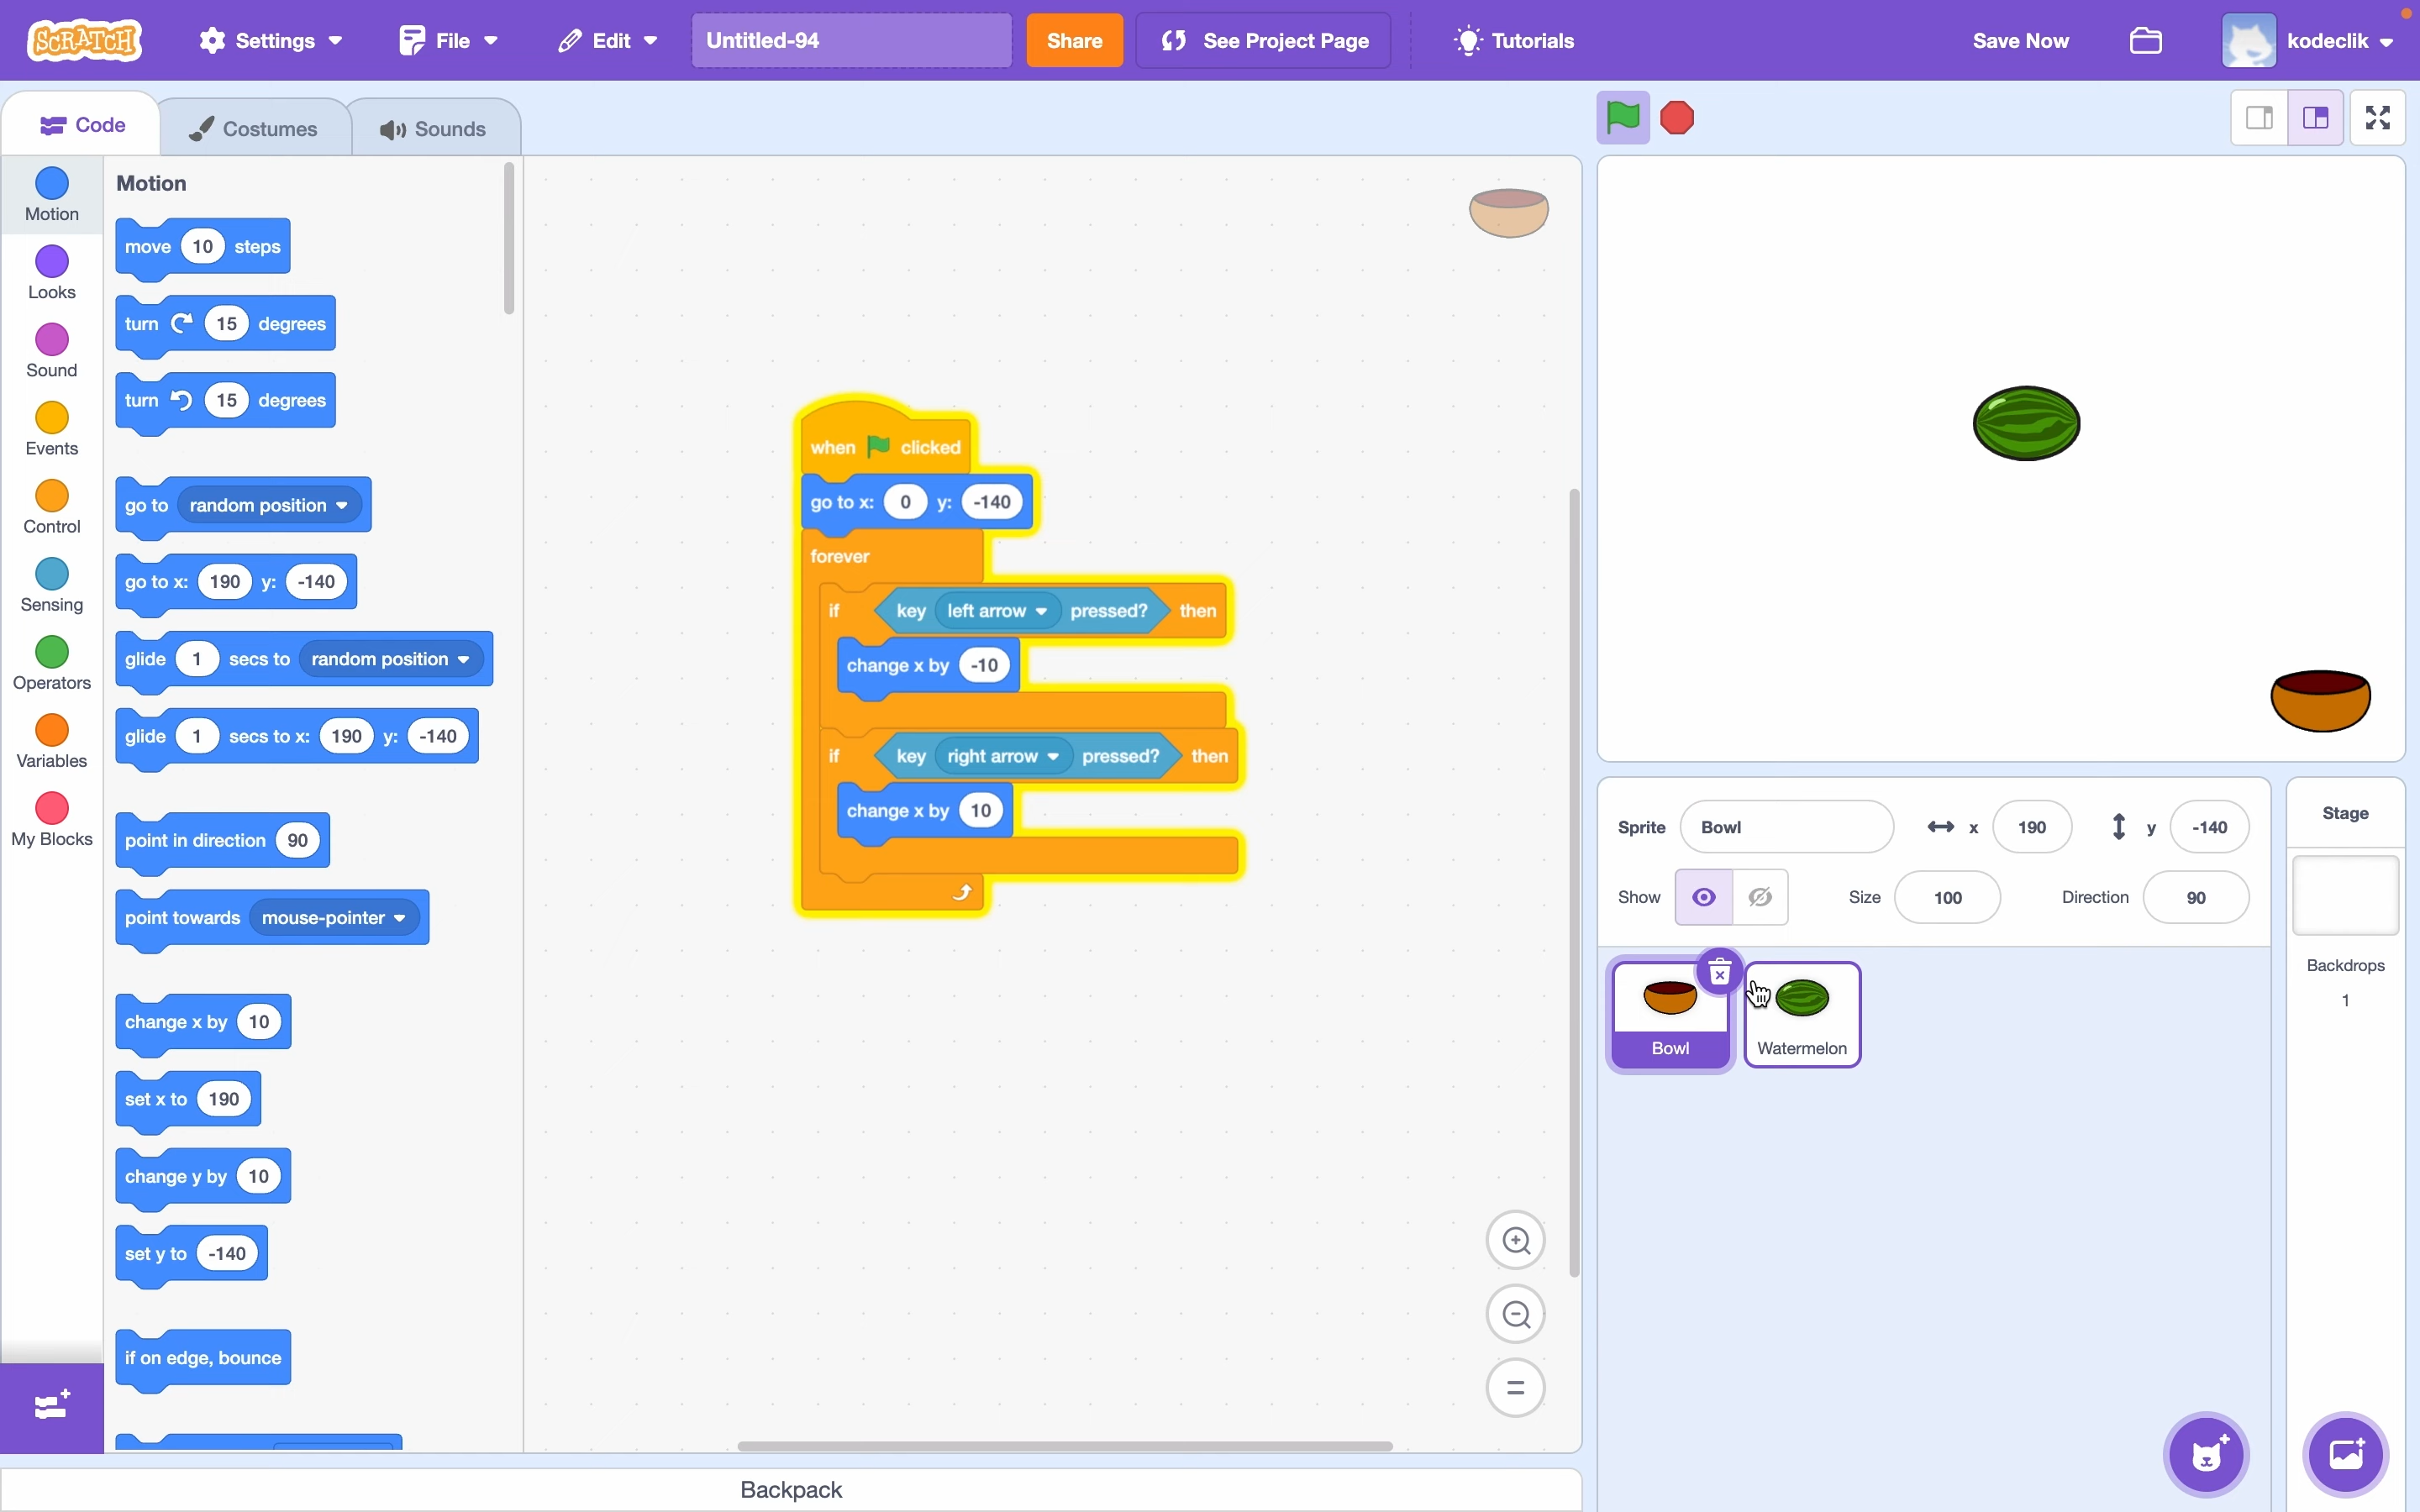 SCRATCH Settings File Edit Untitled-94 Share See Project Page Tutorials Save Now kodeclik
Code Costumes Sounds
Motion
Looks
Sound
Events
Control
Sensing
Operators
Variables
My Blocks
Motion
move 10 steps
turn 15 degrees
turn 15 degrees
go to random position
go to x: 190 y: -140
glide 1 secs to random position
glide 1 secs to x: 190 y: -140
point in direction 90
point towards mouse-pointer
change x by 10
set x to 190
change y by 10
set y to -140
if on edge, bounce
when clicked
go to x: 0 y: -140
forever
if key left arrow pressed? then
change x by -10
if key right arrow pressed? then
change x by 10
Sprite Bowl x 190 y -140
Show Size 100 Direction 90
Bowl
Watermelon
Stage
Backdrops
1
Backpack